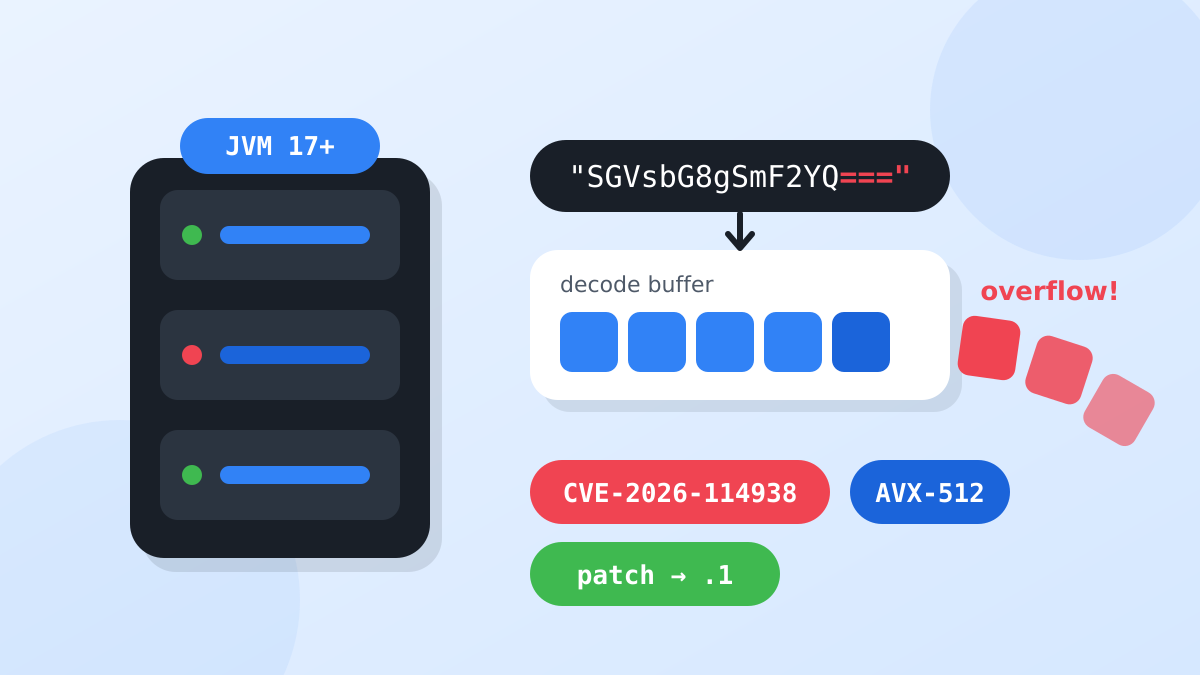 JVM 17+
"SGVsbG8gSmF2YQ==="
decode buffer
overflow!
CVE-2026-114938
AVX-512
patch → .1